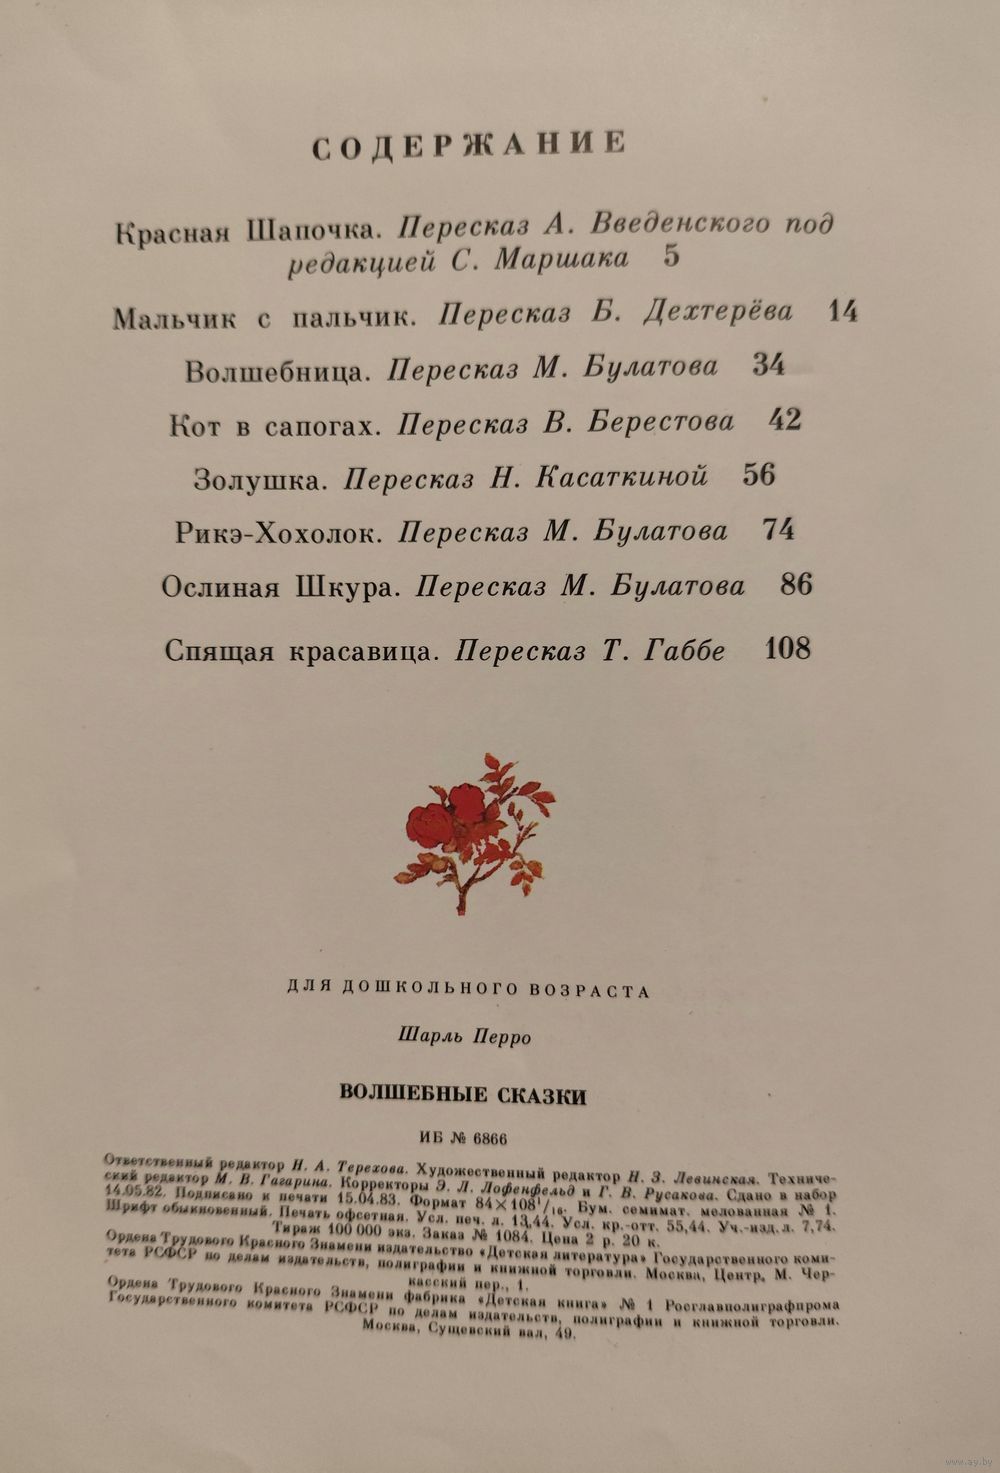 СОДЕРЖАНИЕ
Красная Шапочка. Пересказ А. Введенского под
редакцией С. Маршака 5
Мальчик с пальчик. Пересказ Б. Дехтерёва 14
Волшебница. Пересказ М. Булатова 34
Кот в сапогах. Пересказ В. Берестова 42
Золушка. Пересказ Н. Касаткиной 56
Рикэ-Хохолок. Пересказ М. Булатова 74
Ослиная Шкура. Пересказ М. Булатова 86
Спящая красавица. Пересказ Т. Габбе 108
ДЛЯ ДОШКОЛЬНОГО ВОЗРАСТА
Шарль Перро
ВОЛШЕБНЫЕ СКАЗКИ
ИБ № 6866
Ответственный редактор Н. А. Терехова. Художественный редактор Н. З. Левинская. Техниче-
ский редактор М. В. Гагарина. Корректоры Э. Л. Лофенфельд и Г. В. Русакова. Сдано в набор
14.05.82. Подписано к печати 15.04.83. Формат 84×108¹/₁₆. Бум. семимат. мелованная № 1.
Шрифт обыкновенный. Печать офсетная. Усл. печ. л. 13,44. Усл. кр.-отт. 55,44. Уч.-изд. л. 7,74.
Тираж 100 000 экз. Заказ № 1084. Цена 2 р. 20 к.
Ордена Трудового Красного Знамени издательство «Детская литература» Государственного коми-
тета РСФСР по делам издательств, полиграфии и книжной торговли. Москва, Центр, М. Чер-
касский пер., 1.
Ордена Трудового Красного Знамени фабрика «Детская книга» № 1 Росглавполиграфпрома
Государственного комитета РСФСР по делам издательств, полиграфии и книжной торговли.
Москва, Сущевский вал, 49.
www.ay.by